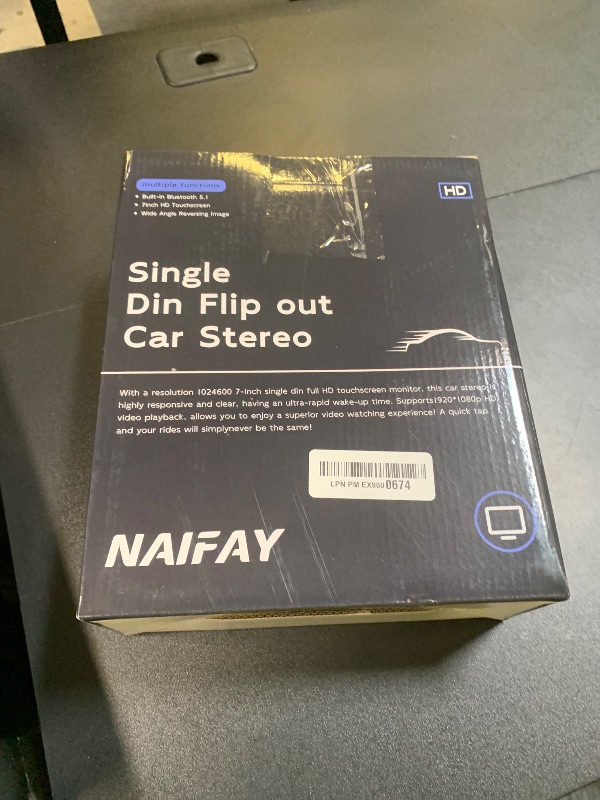 multiple functions
• Built-in Bluetooth 5.1
• 7inch HD Touchscreen
• Wide Angle Reversing Image
HD
Single
Din Flip out
Car Stereo
With a resolution 1024600 7-inch single din full HD touchscreen monitor, this car stereo is
highly responsive and clear, having an ultra-rapid wake-up time. Supports1920*1080p HD
video playback, allows you to enjoy a superior video watching experience! A quick tap
and your rides will simplynever be the same!
LPN PM EX960 0674
NAIFAY